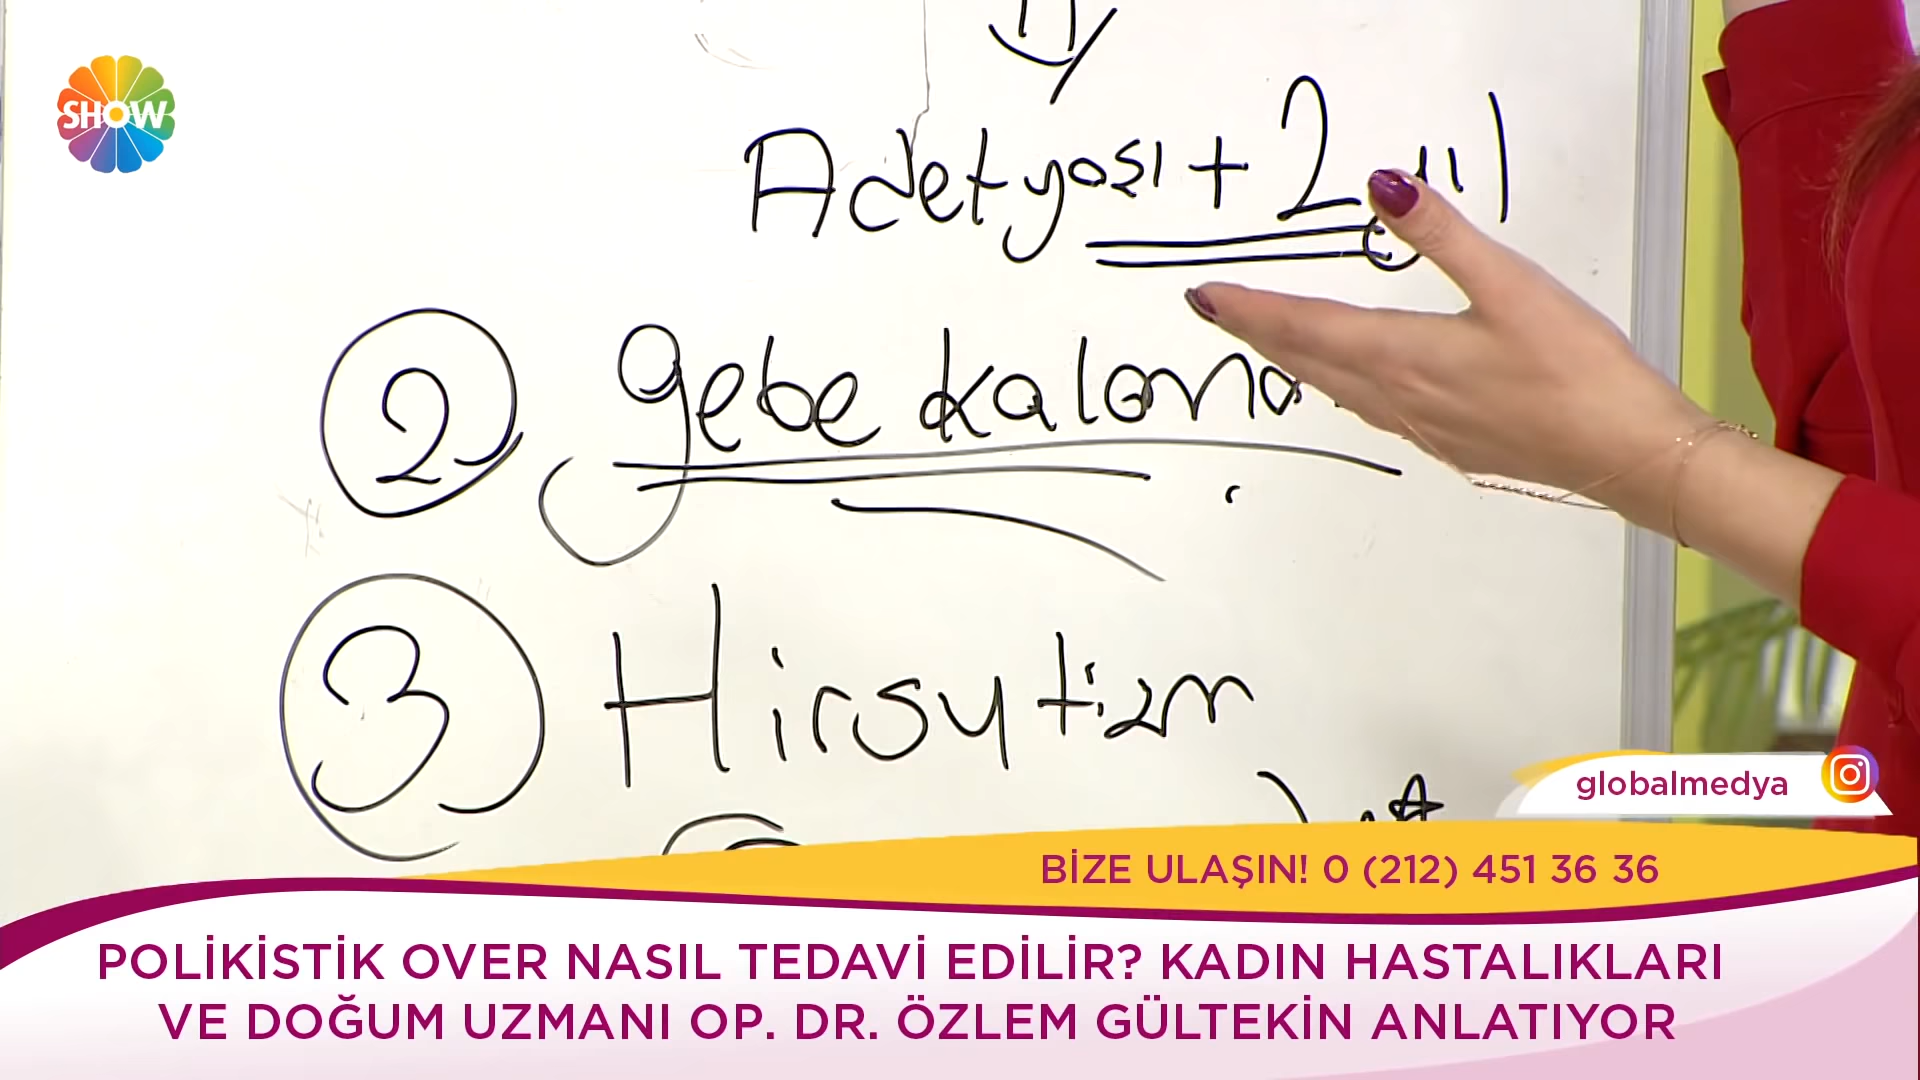 SHOW
Adet yaşı + 2 yıl
2 gebe kalama
3 Hirsutizm
globalmedya
BİZE ULAŞIN! 0 (212) 451 36 36
POLİKİSTİK OVER NASIL TEDAVİ EDİLİR? KADIN HASTALIKLARI
VE DOĞUM UZMANI OP. DR. ÖZLEM GÜLTEKİN ANLATIYOR